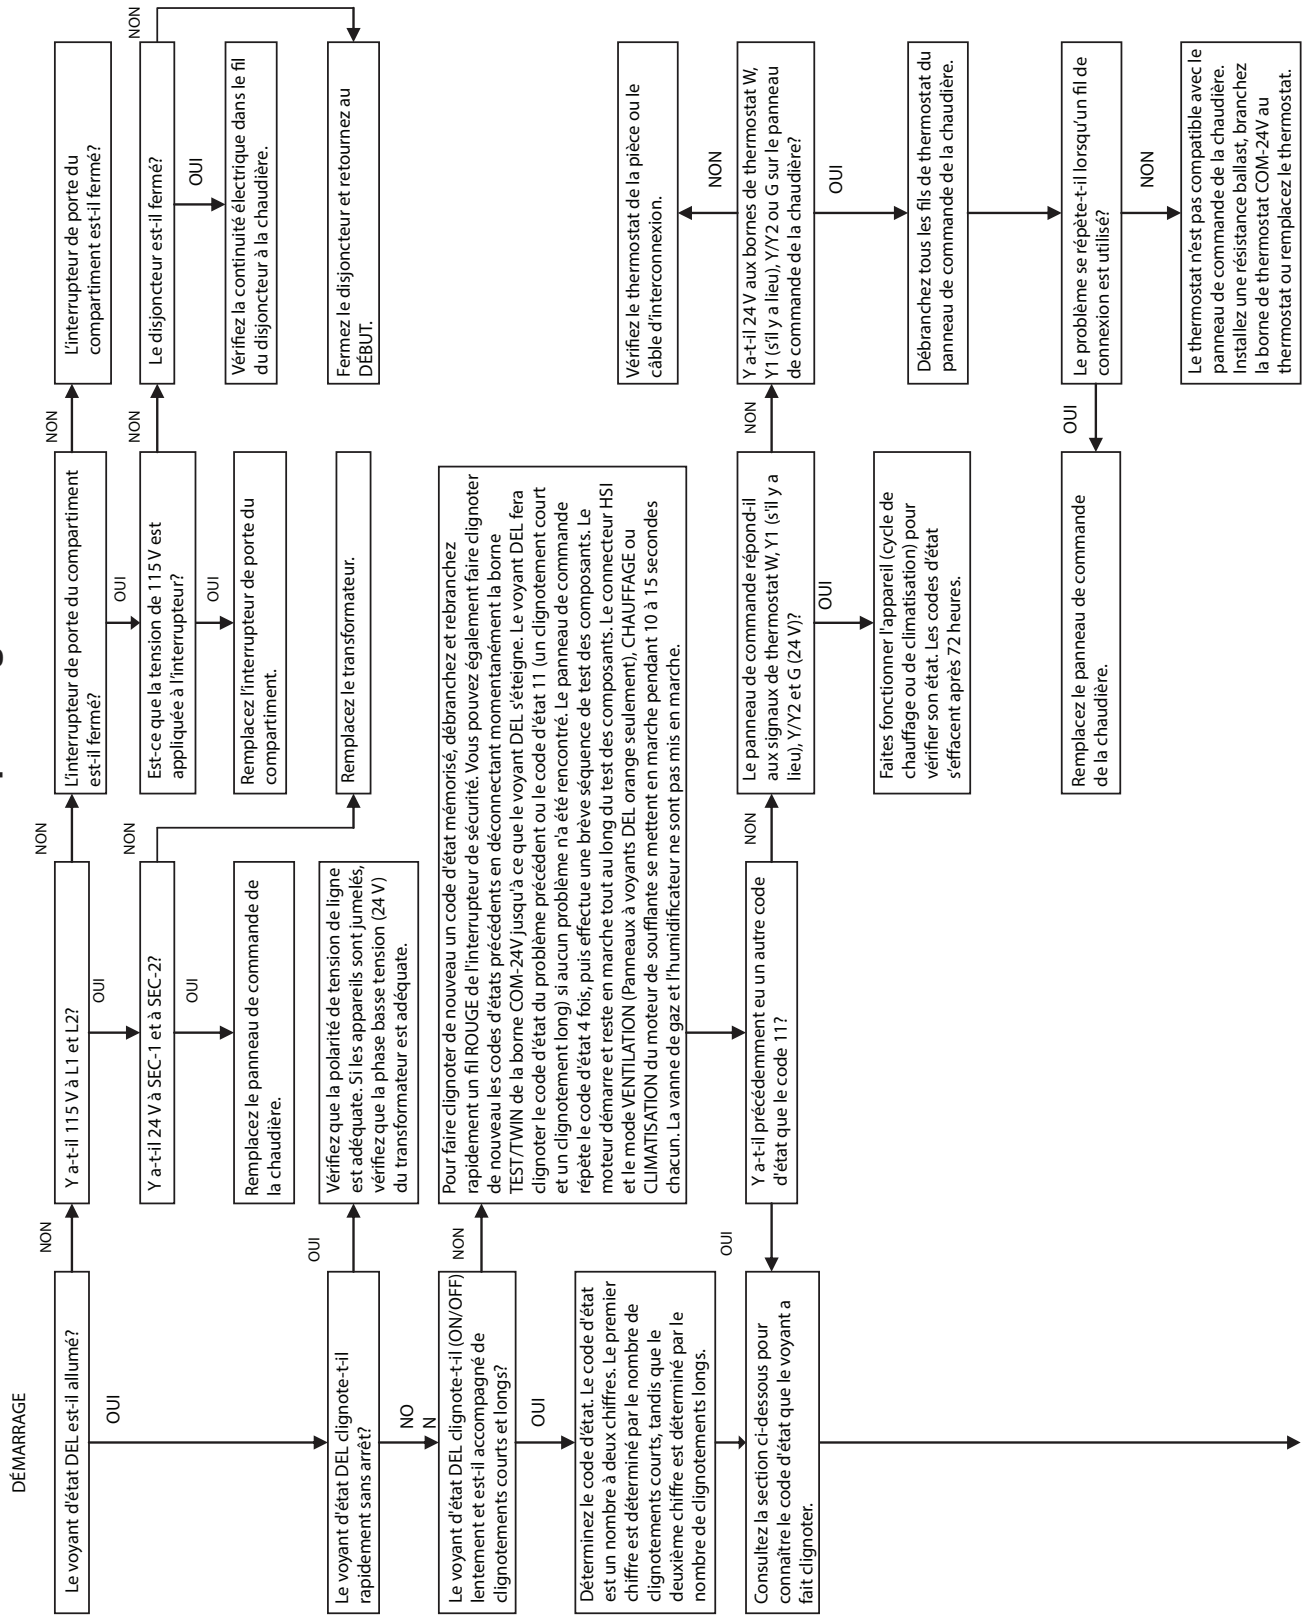 DÉMARRAGE
Le voyant d'état DEL est-il allumé?
NON
OUI
Y a-t-il 115 V à L1 et L2?
NON
OUI
L'interrupteur de porte du compartiment
est-il fermé?
NON
OUI
L'interrupteur de porte du
compartiment est-il fermé?
Y a-t-il 24 V à SEC-1 et à SEC-2?
NON
OUI
Est-ce que la tension de 115 V est
appliquée à l'interrupteur?
NON
OUI
Le disjoncteur est-il fermé?
NON
OUI
Remplacez le panneau de commande de
la chaudière.
Remplacez l'interrupteur de porte du
compartiment.
Vérifiez la continuité électrique dans le fil
du disjoncteur à la chaudière.
Le voyant d'état DEL clignote-t-il
rapidement sans arrêt?
OUI
NO
N
Vérifiez que la polarité de tension de ligne
est adéquate. Si les appareils sont jumelés,
vérifiez que la phase basse tension (24 V)
du transformateur est adéquate.
Remplacez le transformateur.
Fermez le disjoncteur et retournez au
DÉBUT.
Le voyant d'état DEL clignote-t-il (ON/OFF)
lentement et est-il accompagné de
clignotements courts et longs?
NON
OUI
Pour faire clignoter de nouveau un code d'état mémorisé, débranchez et rebranchez
rapidement un fil ROUGE de l'interrupteur de sécurité. Vous pouvez également faire clignoter
de nouveau les codes d'états précédents en déconnectant momentanément la borne
TEST/TWIN de la borne COM-24V jusqu'à ce que le voyant DEL s'éteigne. Le voyant DEL fera
clignoter le code d'état du problème précédent ou le code d'état 11 (un clignotement court
et un clignotement long) si aucun problème n'a été rencontré. Le panneau de commande
répète le code d'état 4 fois, puis effectue une brève séquence de test des composants. Le
moteur démarre et reste en marche tout au long du test des composants. Le connecteur HSI
et le mode VENTILATION (Panneaux à voyants DEL orange seulement), CHAUFFAGE ou
CLIMATISATION du moteur de soufflante se mettent en marche pendant 10 à 15 secondes
chacun. La vanne de gaz et l'humidificateur ne sont pas mis en marche.
Déterminez le code d'état. Le code d'état
est un nombre à deux chiffres. Le premier
chiffre est déterminé par le nombre de
clignotements courts, tandis que le
deuxième chiffre est déterminé par le
nombre de clignotements longs.
Consultez la section ci-dessous pour
connaître le code d'état que le voyant a
fait clignoter.
OUI
Y a-t-il précédemment eu un autre code
d'état que le code 11?
NON
Le panneau de commande répond-il
aux signaux de thermostat W, Y1 (s'il y a
lieu), Y/Y2 et G (24 V)?
NON
OUI
Vérifiez le thermostat de la pièce ou le
câble d'interconnexion.
NON
Y a-t-il 24 V aux bornes de thermostat W,
Y1 (s'il y a lieu), Y/Y2 ou G sur le panneau
de commande de la chaudière?
OUI
Faites fonctionner l'appareil (cycle de
chauffage ou de climatisation) pour
vérifier son état. Les codes d'état
s'effacent après 72 heures.
Débranchez tous les fils de thermostat du
panneau de commande de la chaudière.
Le problème se répète-t-il lorsqu'un fil de
connexion est utilisé?
OUI
NON
Remplacez le panneau de commande
de la chaudière.
Le thermostat n'est pas compatible avec le
panneau de commande de la chaudière.
Installez une résistance ballast, branchez
la borne de thermostat COM-24V au
thermostat ou remplacez le thermostat.